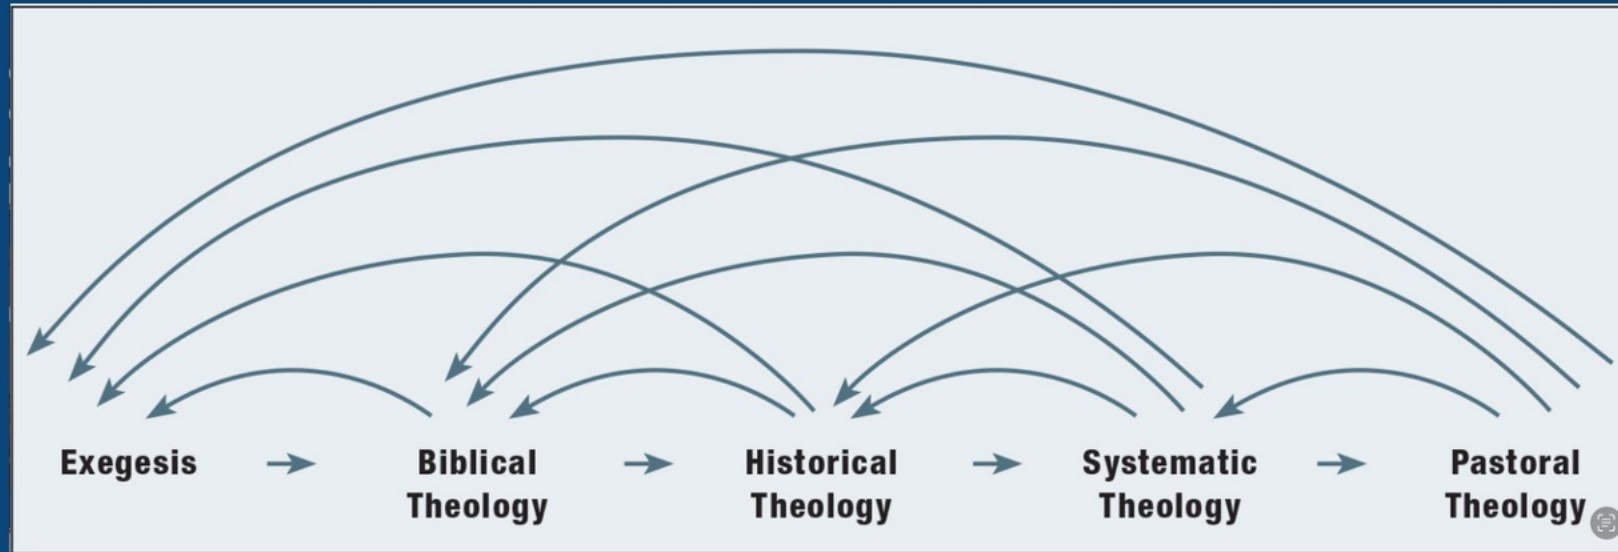 Exegesis
Biblical
Theology
Historical
Theology
Systematic
Theology
Pastoral
Theology